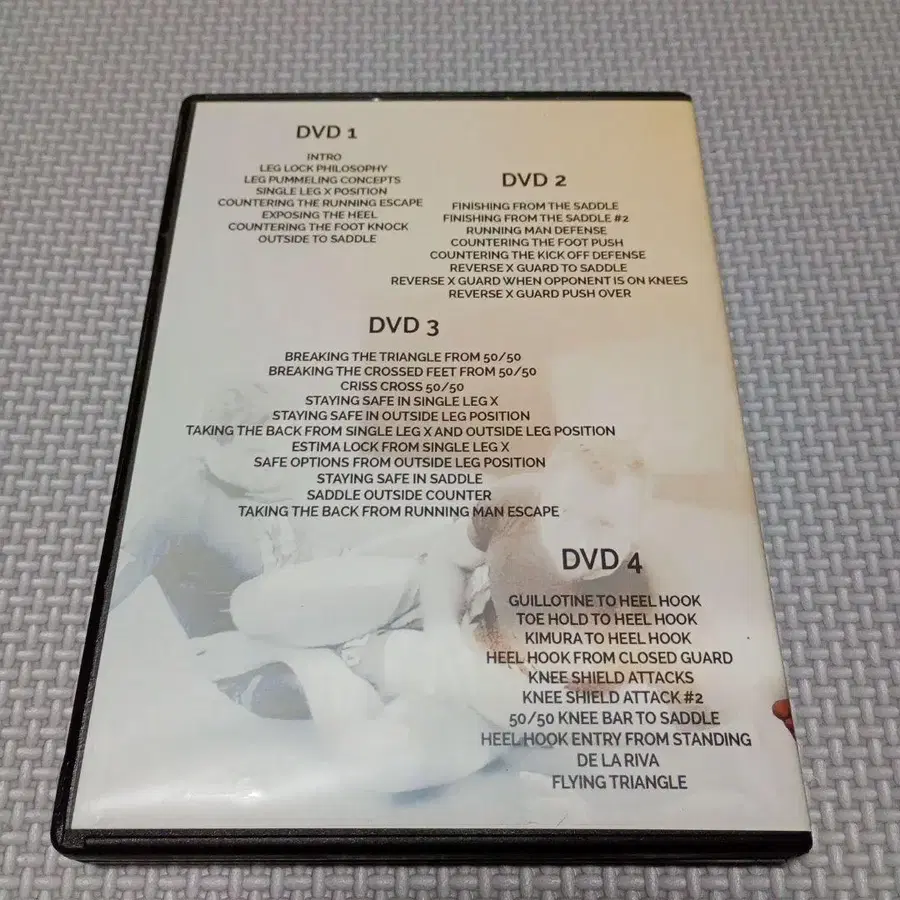 DVD 1
INTRO
LEG LOCK PHILOSOPHY
LEG PUMMELING CONCEPTS
SINGLE LEG X POSITION
COUNTERING THE RUNNING ESCAPE
EXPOSING THE HEEL
COUNTERING THE FOOT KNOCK
OUTSIDE TO SADDLE
DVD 2
FINISHING FROM THE SADDLE
FINISHING FROM THE SADDLE #2
RUNNING MAN DEFENSE
COUNTERING THE FOOT PUSH
COUNTERING THE KICK OFF DEFENSE
REVERSE X GUARD TO SADDLE
REVERSE X GUARD WHEN OPPONENT IS ON KNEES
REVERSE X GUARD PUSH OVER
DVD 3
BREAKING THE TRIANGLE FROM 50/50
BREAKING THE CROSSED FEET FROM 50/50
CRISS CROSS 50/50
STAYING SAFE IN SINGLE LEG X
STAYING SAFE IN OUTSIDE LEG POSITION
TAKING THE BACK FROM SINGLE LEG X AND OUTSIDE LEG POSITION
ESTIMA LOCK FROM SINGLE LEG X
SAFE OPTIONS FROM OUTSIDE LEG POSITION
STAYING SAFE IN SADDLE
SADDLE OUTSIDE COUNTER
TAKING THE BACK FROM RUNNING MAN ESCAPE
DVD 4
GUILLOTINE TO HEEL HOOK
TOE HOLD TO HEEL HOOK
KIMURA TO HEEL HOOK
HEEL HOOK FROM CLOSED GUARD
KNEE SHIELD ATTACKS
KNEE SHIELD ATTACK #2
50/50 KNEE BAR TO SADDLE
HEEL HOOK ENTRY FROM STANDING
DE LA RIVA
FLYING TRIANGLE